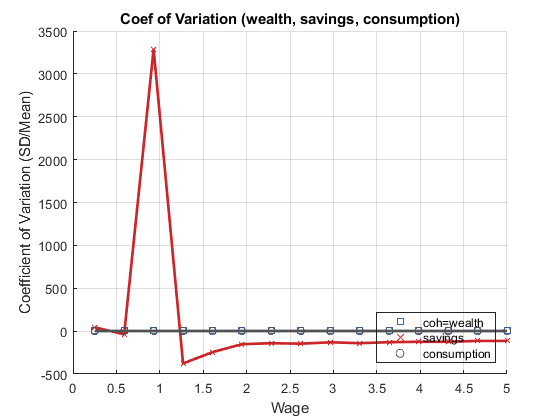 Coef of Variation (wealth, savings, consumption)
Coefficient of Variation (SD/Mean)
3500
3000
2500
2000
1500
1000
500
0
-500
0 0.5 1 1.5 2 2.5 3 3.5 4 4.5 5
Wage
coh=wealth
savings
consumption